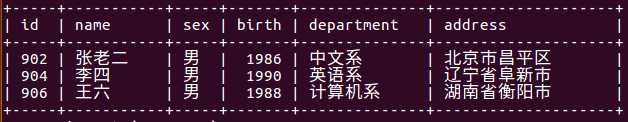 | id | name | sex | birth | department | address |
| 902 | 张老二 | 男 | 1986 | 中文系 | 北京市昌平区 |
| 904 | 李四 | 男 | 1990 | 英语系 | 辽宁省阜新市 |
| 906 | 王六 | 男 | 1988 | 计算机系 | 湖南省衡阳市 |